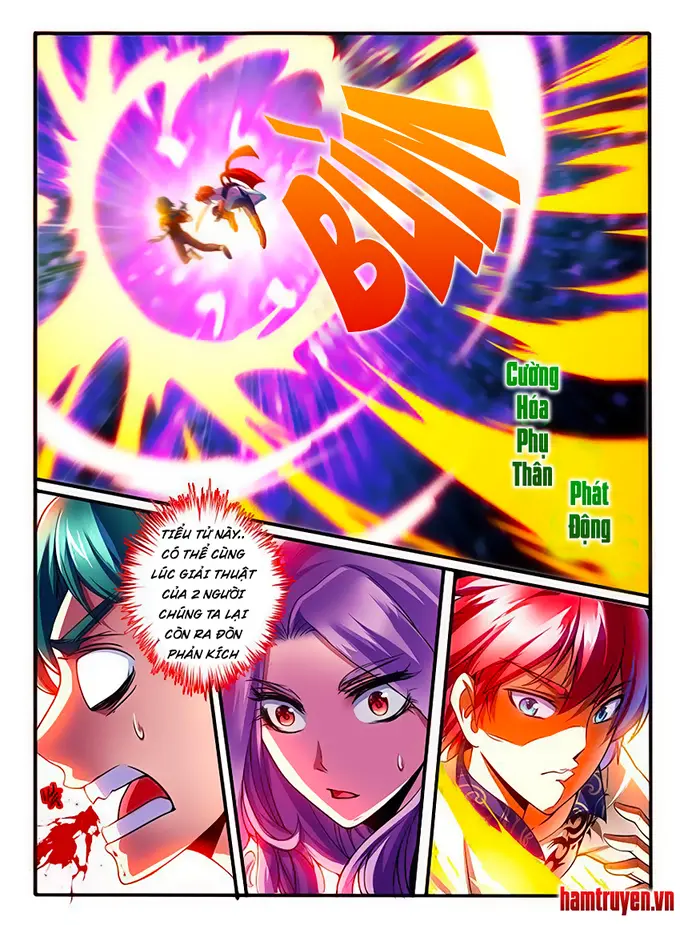 BÙM
Cường
Hóa
Phụ
Thân
Phát
Động
TIỂU TỬ NÀY..
CÓ THỂ CÙNG
LÚC GIẢI THUẬT
CỦA 2 NGƯỜI
CHÚNG TA LẠI
CÒN RA ĐÒN
PHẢN KÍCH
hamtruyen.vn